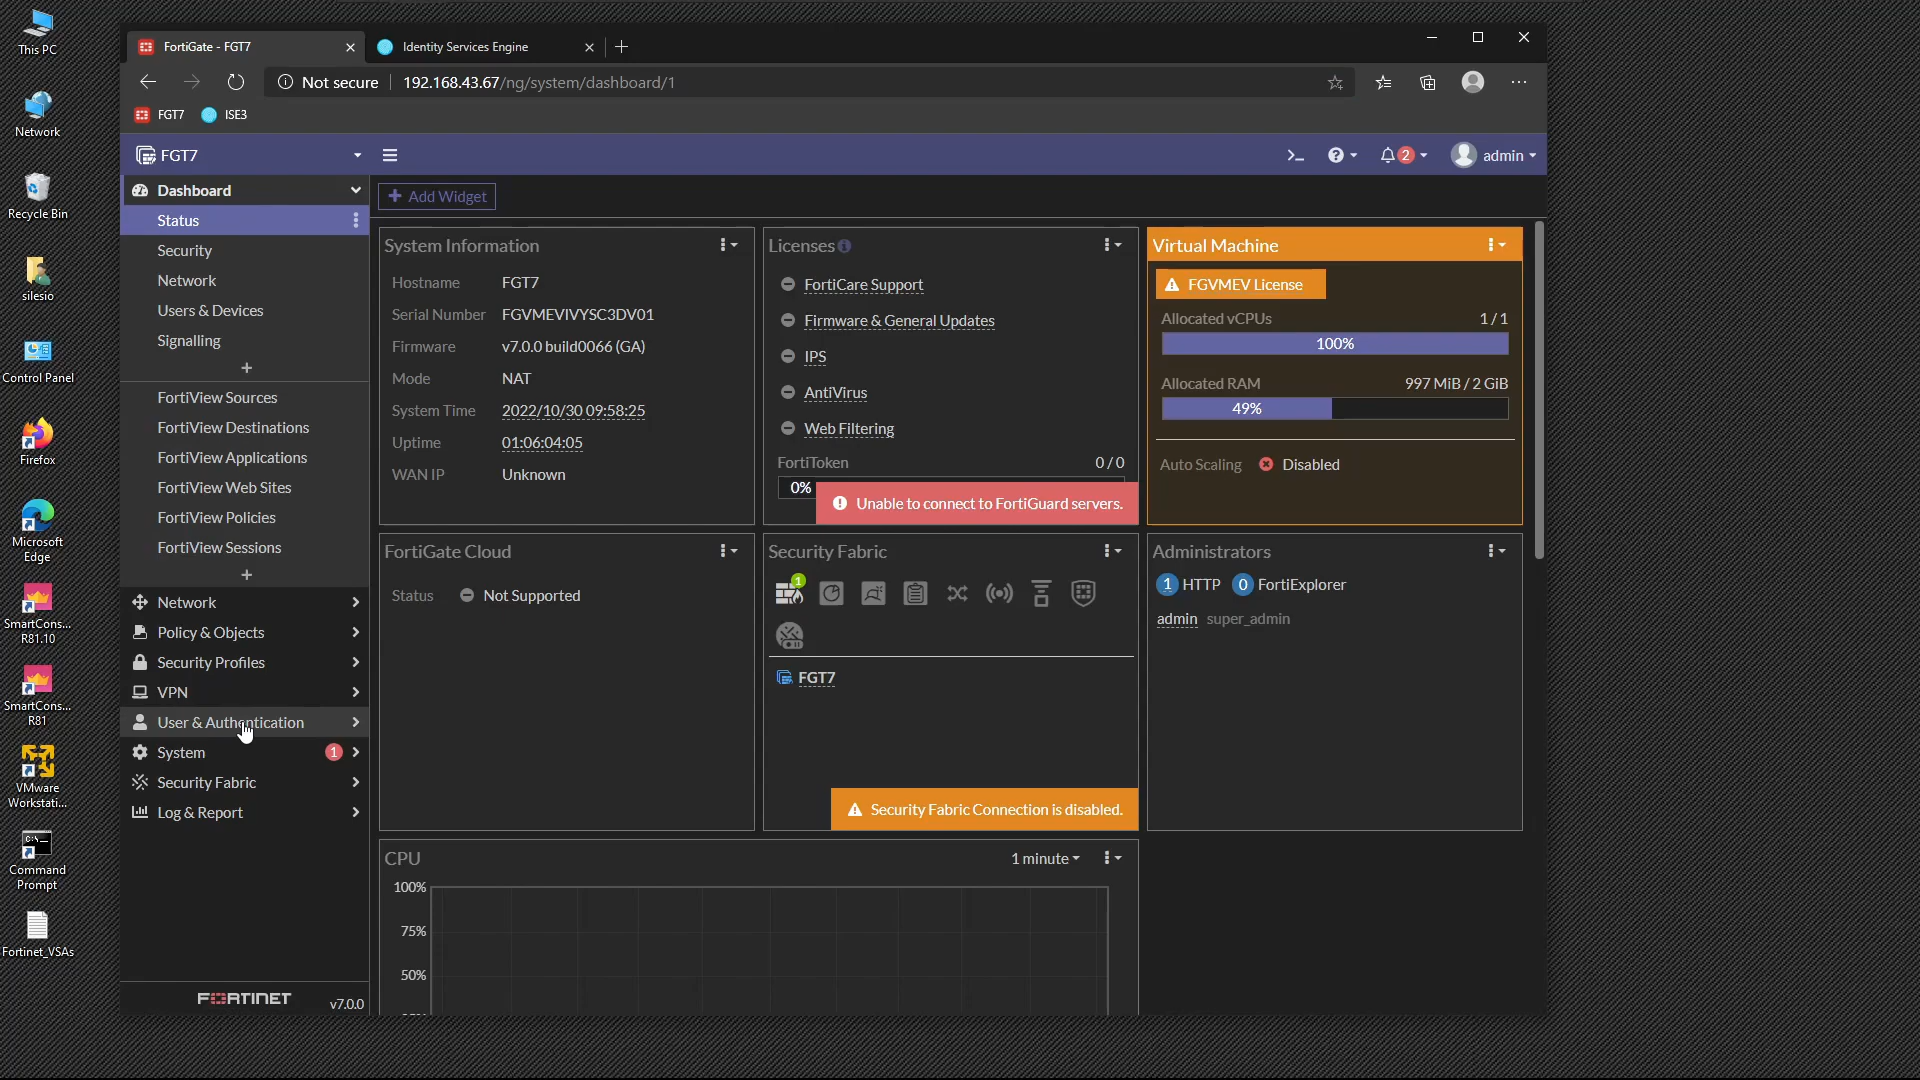 This PC
Network
Recycle Bin
silesio
Control Panel
Firefox
Microsoft
Edge
SmartCons...
R81.10
SmartCons...
R81
VMware
Workstati...
Command
Prompt
Fortinet_VSAs
FortiGate - FGT7
Identity Services Engine
Not secure
192.168.43.67/ng/system/dashboard/1
FGT7
ISE3
FGT7
2
admin
Dashboard
Status
Security
Network
Users & Devices
Signalling
+
FortiView Sources
FortiView Destinations
FortiView Applications
FortiView Web Sites
FortiView Policies
FortiView Sessions
+
Network
Policy & Objects
Security Profiles
VPN
User & Authentication
System 1
Security Fabric
Log & Report
FORTINET
v7.0.0
+ Add Widget
System Information
Hostname FGT7
Serial Number FGVMEVIVYSC3DV01
Firmware v7.0.0 build0066 (GA)
Mode NAT
System Time 2022/10/30 09:58:25
Uptime 01:06:04:05
WAN IP Unknown
Licenses
FortiCare Support
Firmware & General Updates
IPS
AntiVirus
Web Filtering
FortiToken 0 / 0
0%
Unable to connect to FortiGuard servers.
Virtual Machine
FGVMEV License
Allocated vCPUs 1 / 1
100%
Allocated RAM 997 MiB / 2 GiB
49%
Auto Scaling Disabled
FortiGate Cloud
Status Not Supported
Security Fabric
1
FGT7
Security Fabric Connection is disabled.
Administrators
1 HTTP 0 FortiExplorer
admin super_admin
CPU
1 minute
100%
75%
50%